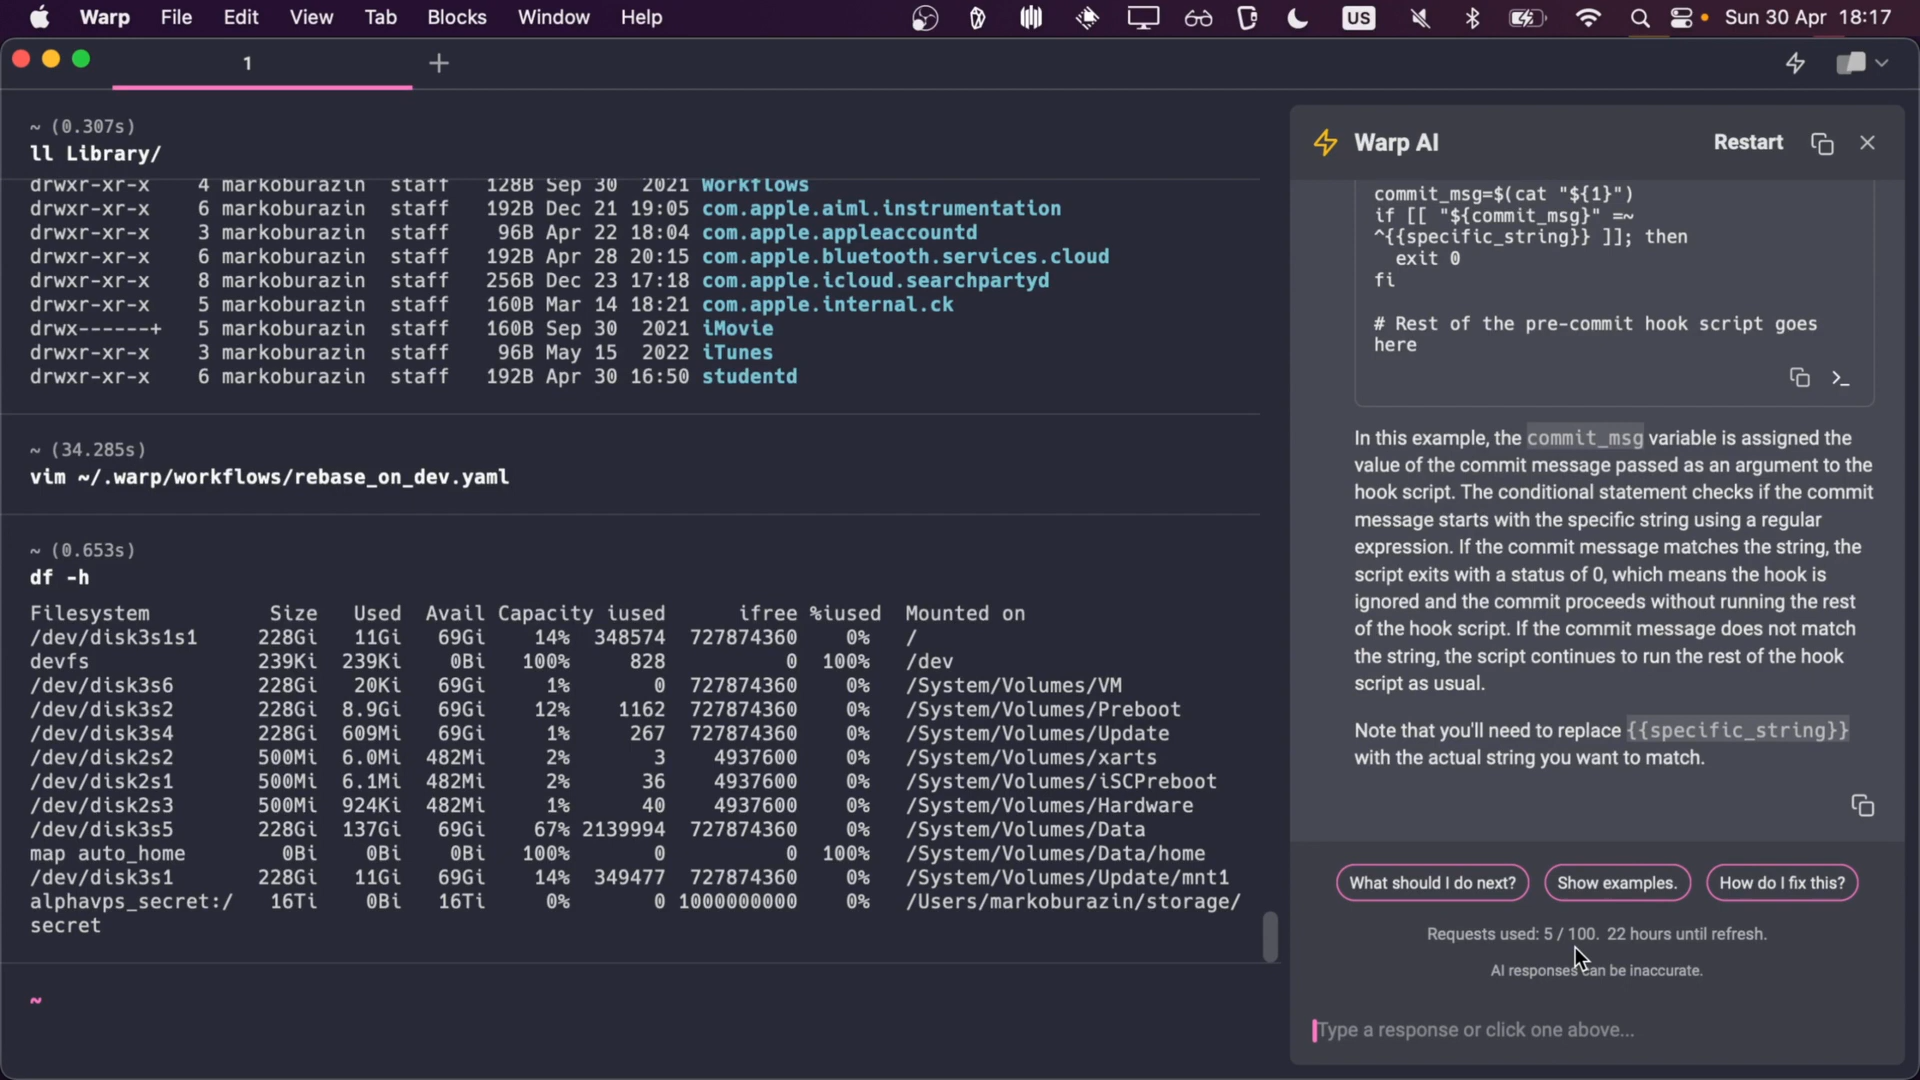 Warp File Edit View Tab Blocks Window Help US Sun 30 Apr 18:17
1
~ (0.307s)
ll Library/
drwxr-xr-x 4 markoburazin staff 128B Sep 30 2021 Workflows
drwxr-xr-x 6 markoburazin staff 192B Dec 21 19:05 com.apple.aiml.instrumentation
drwxr-xr-x 3 markoburazin staff 96B Apr 22 18:04 com.apple.appleaccountd
drwxr-xr-x 6 markoburazin staff 192B Apr 28 20:15 com.apple.bluetooth.services.cloud
drwxr-xr-x 8 markoburazin staff 256B Dec 23 17:18 com.apple.icloud.searchpartyd
drwxr-xr-x 5 markoburazin staff 160B Mar 14 18:21 com.apple.internal.ck
drwx------+ 5 markoburazin staff 160B Sep 30 2021 iMovie
drwxr-xr-x 3 markoburazin staff 96B May 15 2022 iTunes
drwxr-xr-x 6 markoburazin staff 192B Apr 30 16:50 studentd
~ (34.285s)
vim ~/.warp/workflows/rebase_on_dev.yaml
~ (0.653s)
df -h
Filesystem Size Used Avail Capacity iused ifree %iused Mounted on
/dev/disk3s1s1 228Gi 11Gi 69Gi 14% 348574 727874360 0% /
devfs 239Ki 239Ki 0Bi 100% 828 0 100% /dev
/dev/disk3s6 228Gi 20Ki 69Gi 1% 0 727874360 0% /System/Volumes/VM
/dev/disk3s2 228Gi 8.9Gi 69Gi 12% 1162 727874360 0% /System/Volumes/Preboot
/dev/disk3s4 228Gi 609Mi 69Gi 1% 267 727874360 0% /System/Volumes/Update
/dev/disk2s2 500Mi 6.0Mi 482Mi 2% 3 4937600 0% /System/Volumes/xarts
/dev/disk2s1 500Mi 6.1Mi 482Mi 2% 36 4937600 0% /System/Volumes/iSCPreboot
/dev/disk2s3 500Mi 924Ki 482Mi 1% 40 4937600 0% /System/Volumes/Hardware
/dev/disk3s5 228Gi 137Gi 69Gi 67% 2139994 727874360 0% /System/Volumes/Data
map auto_home 0Bi 0Bi 0Bi 100% 0 0 100% /System/Volumes/Data/home
/dev/disk3s1 228Gi 11Gi 69Gi 14% 349477 727874360 0% /System/Volumes/Update/mnt1
alphavps_secret:/ 16Ti 0Bi 16Ti 0% 0 1000000000 0% /Users/markoburazin/storage/
secret
~
Warp AI Restart
commit_msg=$(cat "${1}")
if [[ "${commit_msg}" =~
^{{specific_string}} ]]; then
exit 0
fi
# Rest of the pre-commit hook script goes
here
In this example, the commit_msg variable is assigned the
value of the commit message passed as an argument to the
hook script. The conditional statement checks if the commit
message starts with the specific string using a regular
expression. If the commit message matches the string, the
script exits with a status of 0, which means the hook is
ignored and the commit proceeds without running the rest
of the hook script. If the commit message does not match
the string, the script continues to run the rest of the hook
script as usual.
Note that you'll need to replace {{specific_string}}
with the actual string you want to match.
What should I do next? Show examples. How do I fix this?
Requests used: 5 / 100. 22 hours until refresh.
AI responses can be inaccurate.
Type a response or click one above...